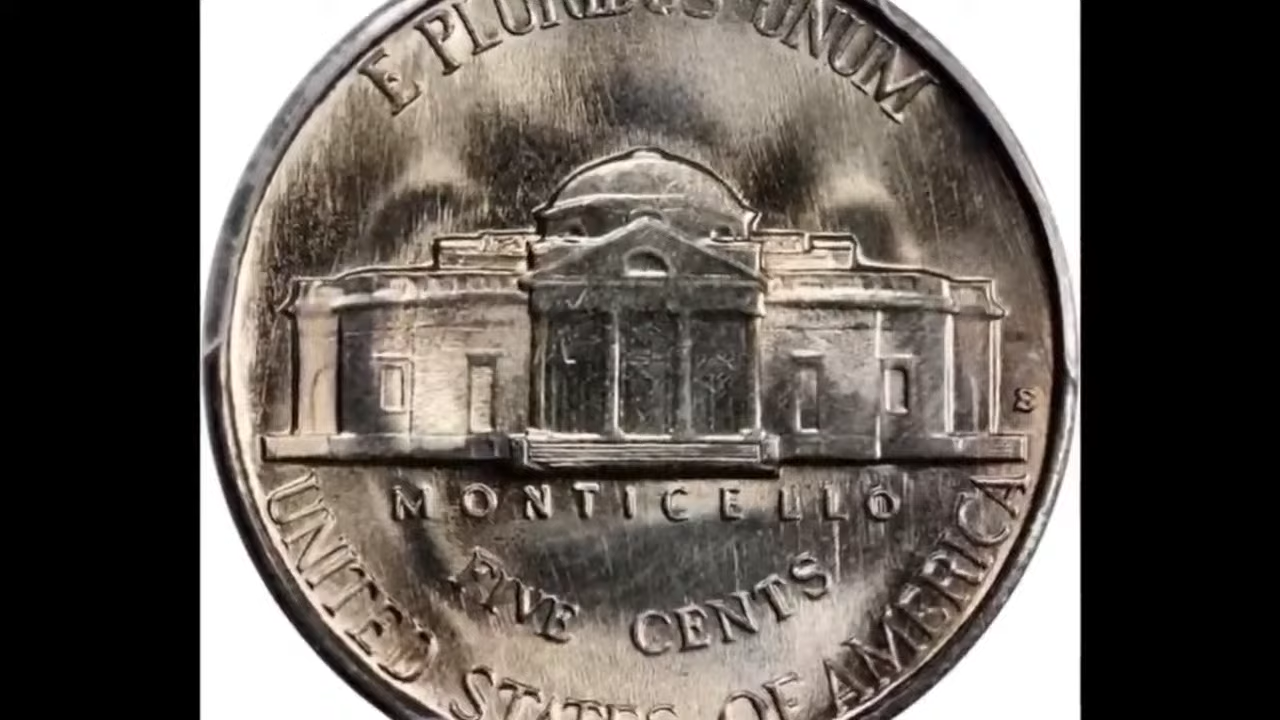 E PLURIBUS UNUM
S
MONTICELLO
FIVE CENTS
UNITED STATES OF AMERICA